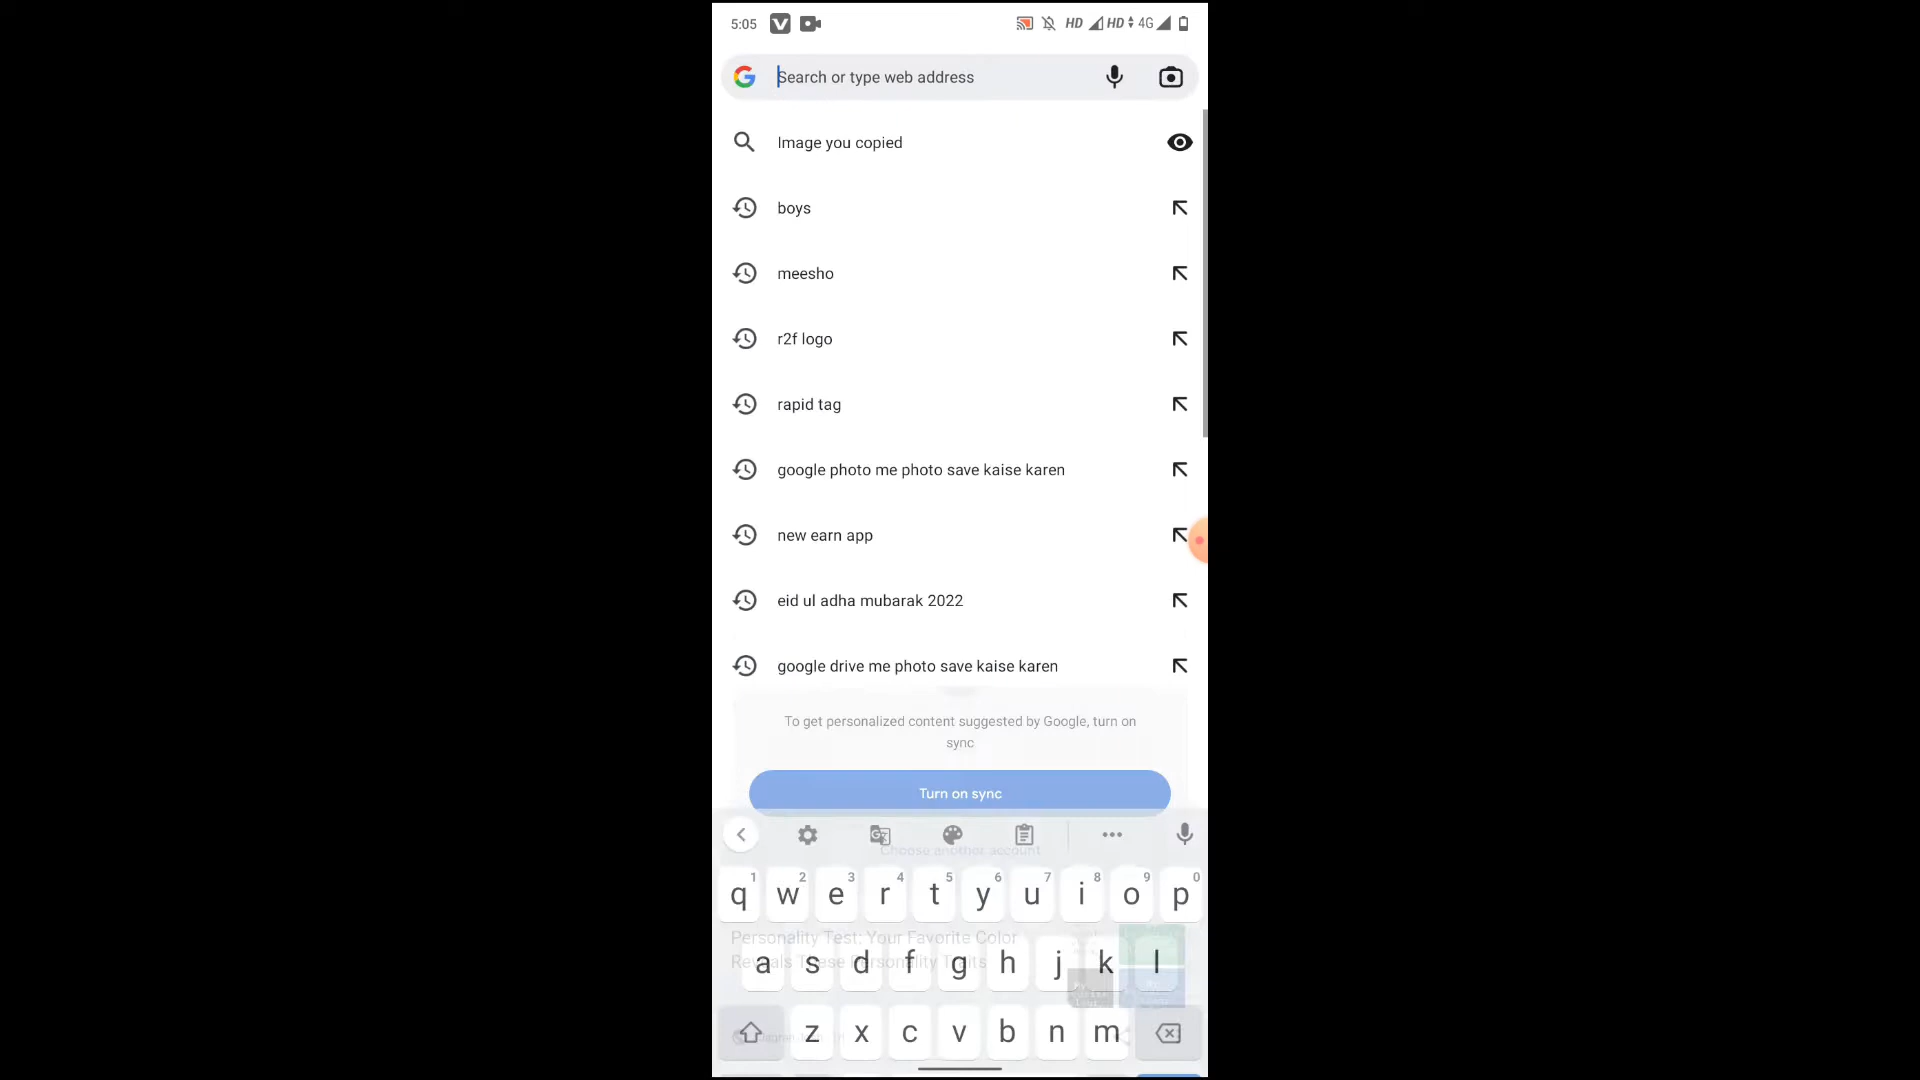 5:05
HD HD 4G
Search or type web address
Image you copied
boys
meesho
r2f logo
rapid tag
google photo me photo save kaise karen
new earn app
eid ul adha mubarak 2022
google drive me photo save kaise karen
To get personalized content suggested by Google, turn on
sync
Turn on sync
Choose another account
1 2 3 4 5 6 7 8 9 0
q w e r t y u i o p
Personality Test: Your Favorite Color
Reveals These Personality Traits
a s d f g h j k l
z x c v b n m